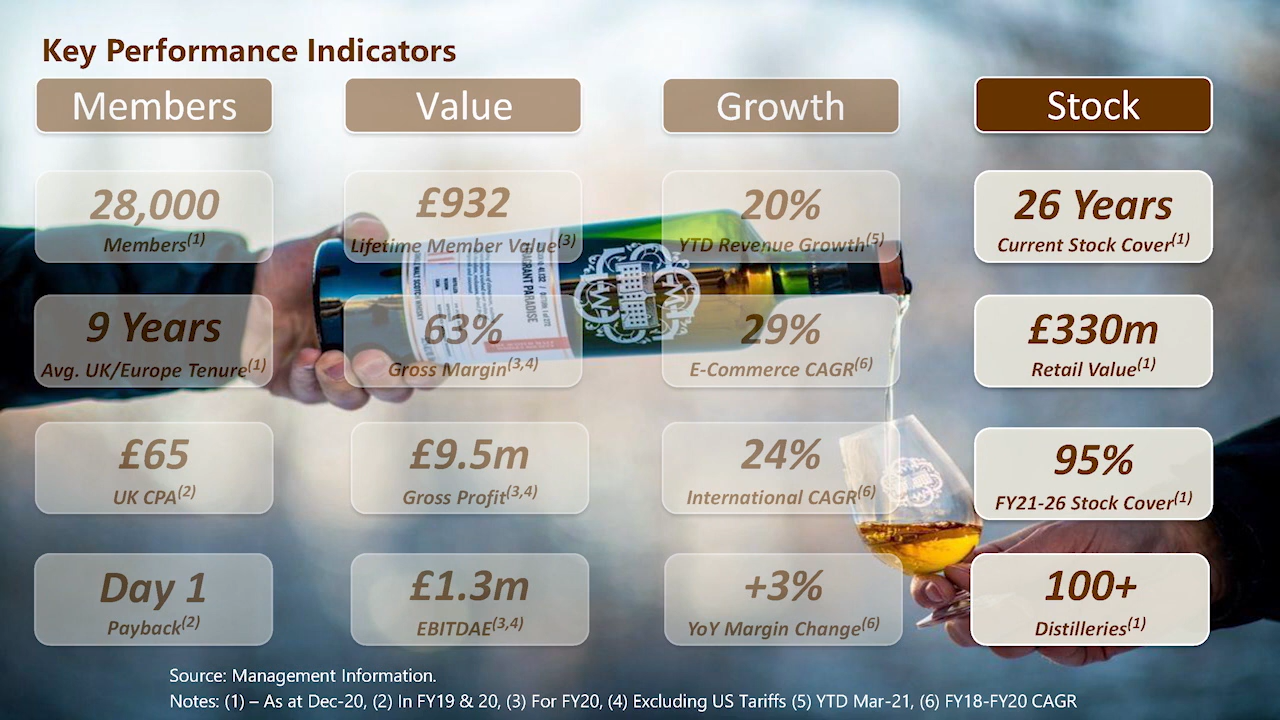 Key Performance Indicators
Members
Value
Growth
Stock
28,000
Members(1)
£932
Lifetime Member Value(3)
20%
YTD Revenue Growth(5)
26 Years
Current Stock Cover(1)
9 Years
Avg. UK/Europe Tenure(1)
63%
Gross Margin(3,4)
29%
E-Commerce CAGR(6)
£330m
Retail Value(1)
£65
UK CPA(2)
£9.5m
Gross Profit(3,4)
24%
International CAGR(6)
95%
FY21-26 Stock Cover(1)
Day 1
Payback(2)
£1.3m
EBITDAE(3,4)
+3%
YoY Margin Change(6)
100+
Distilleries(1)
FRAGRANT PARADISE
Source: Management Information.
Notes: (1) – As at Dec-20, (2) In FY19 & 20, (3) For FY20, (4) Excluding US Tariffs (5) YTD Mar-21, (6) FY18-FY20 CAGR